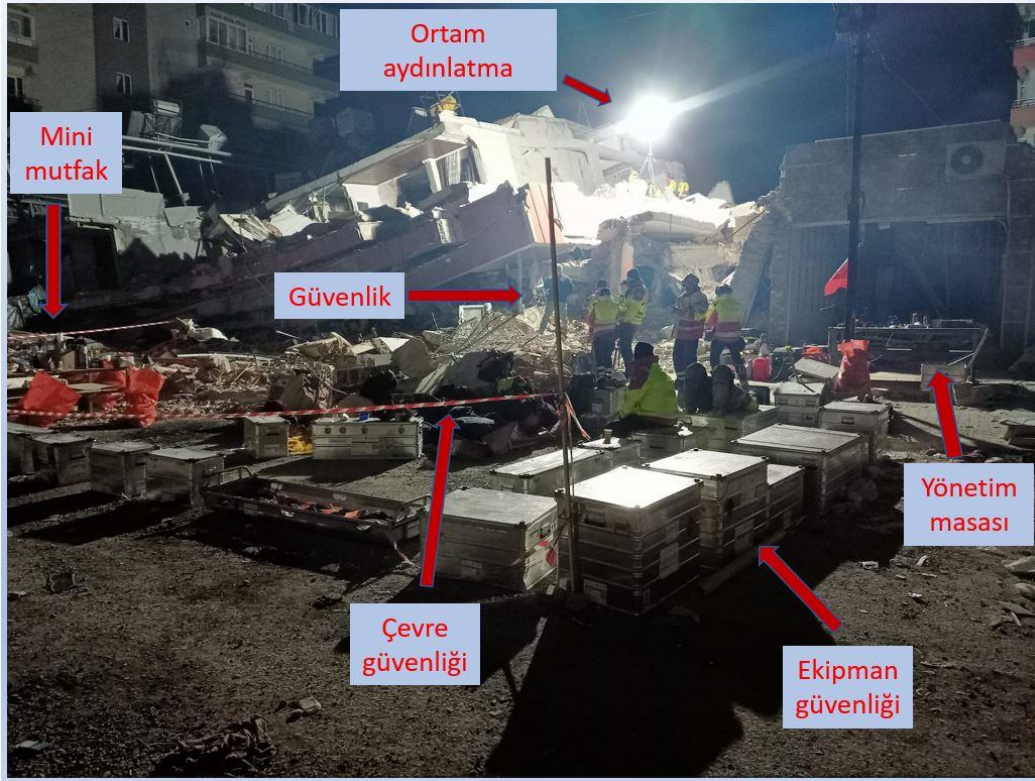 Ortam
aydınlatma
Mini
mutfak
Güvenlik
Yönetim
masası
Çevre
güvenliği
Ekipman
güvenliği